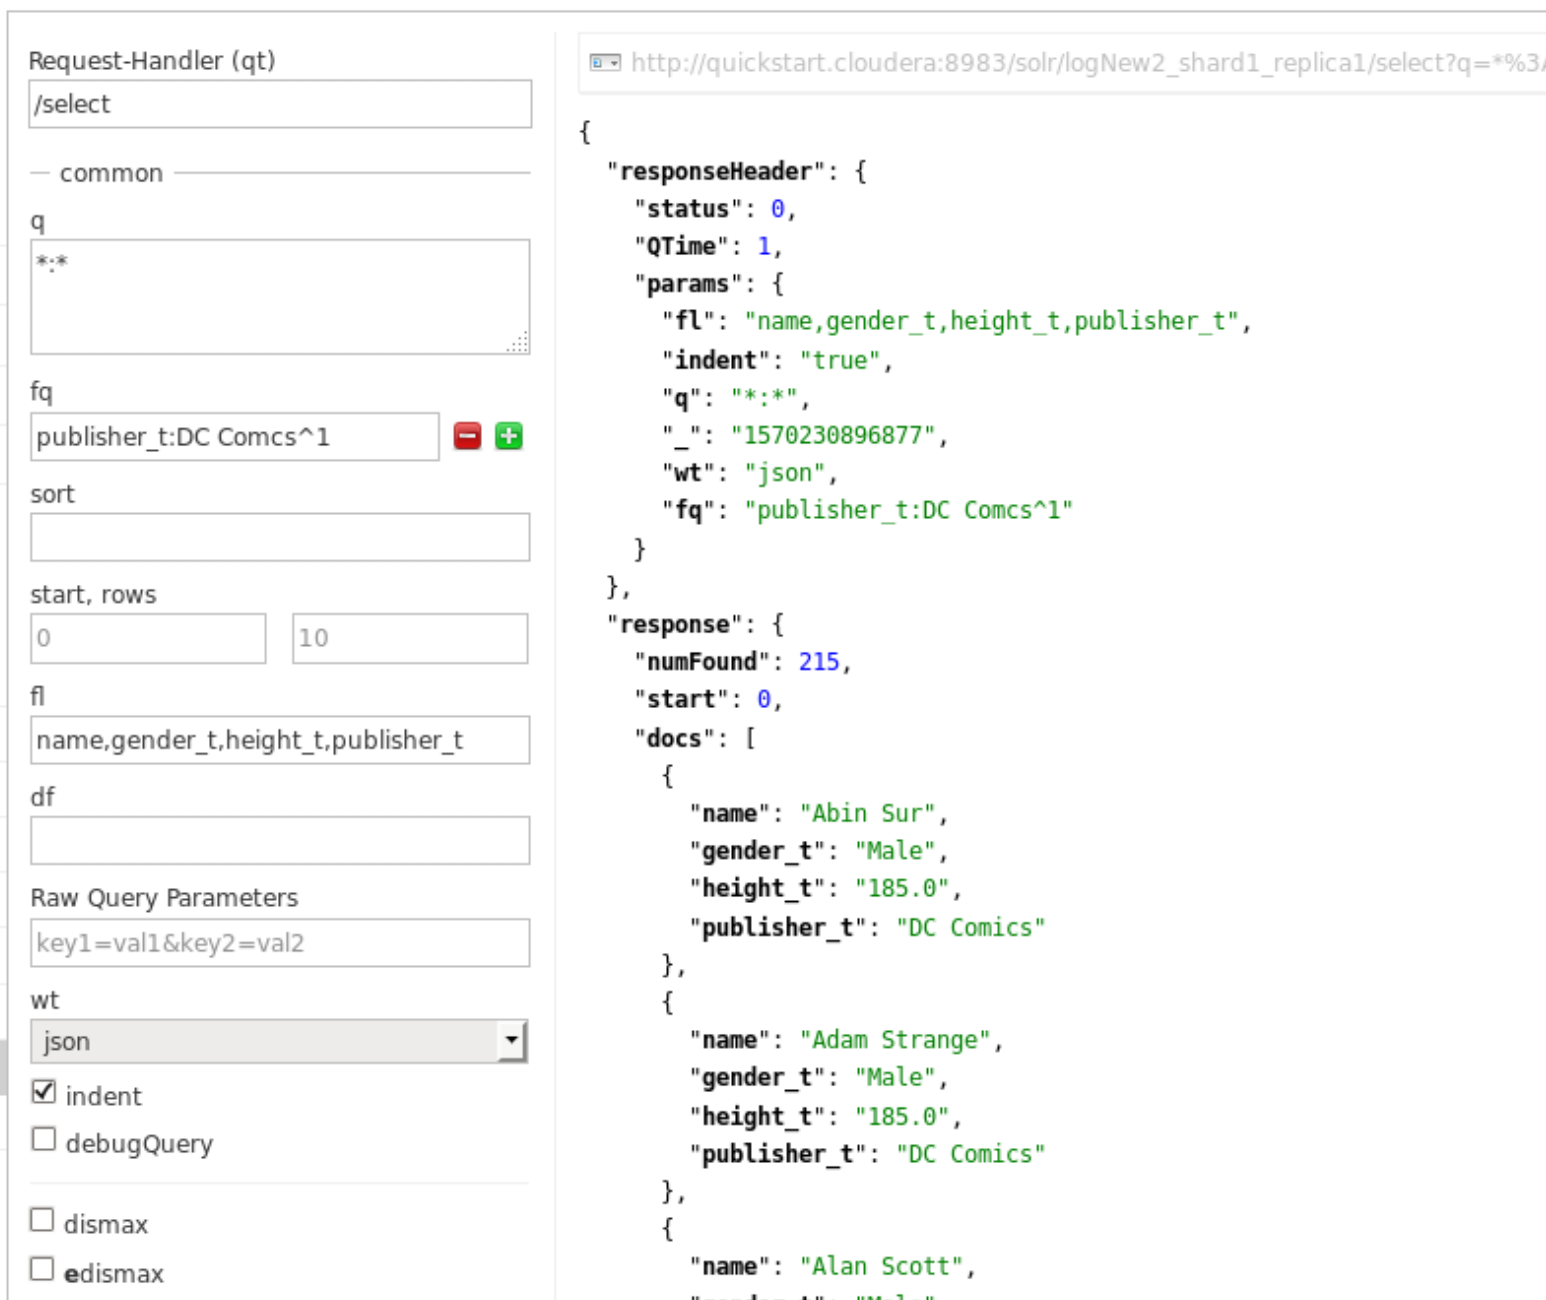 Request-Handler (qt)
/select
common
q
*:*
fq
publisher_t:DC Comcs^1
sort
start, rows
0 10
fl
name,gender_t,height_t,publisher_t
df
Raw Query Parameters
key1=val1&key2=val2
wt
json
indent
debugQuery
dismax
edismax
http://quickstart.cloudera:8983/solr/logNew2_shard1_replica1/select?q=*%3A
{
"responseHeader": {
"status": 0,
"QTime": 1,
"params": {
"fl": "name,gender_t,height_t,publisher_t",
"indent": "true",
"q": "*:*",
"_": "1570230896877",
"wt": "json",
"fq": "publisher_t:DC Comcs^1"
}
},
"response": {
"numFound": 215,
"start": 0,
"docs": [
{
"name": "Abin Sur",
"gender_t": "Male",
"height_t": "185.0",
"publisher_t": "DC Comics"
},
{
"name": "Adam Strange",
"gender_t": "Male",
"height_t": "185.0",
"publisher_t": "DC Comics"
},
{
"name": "Alan Scott",